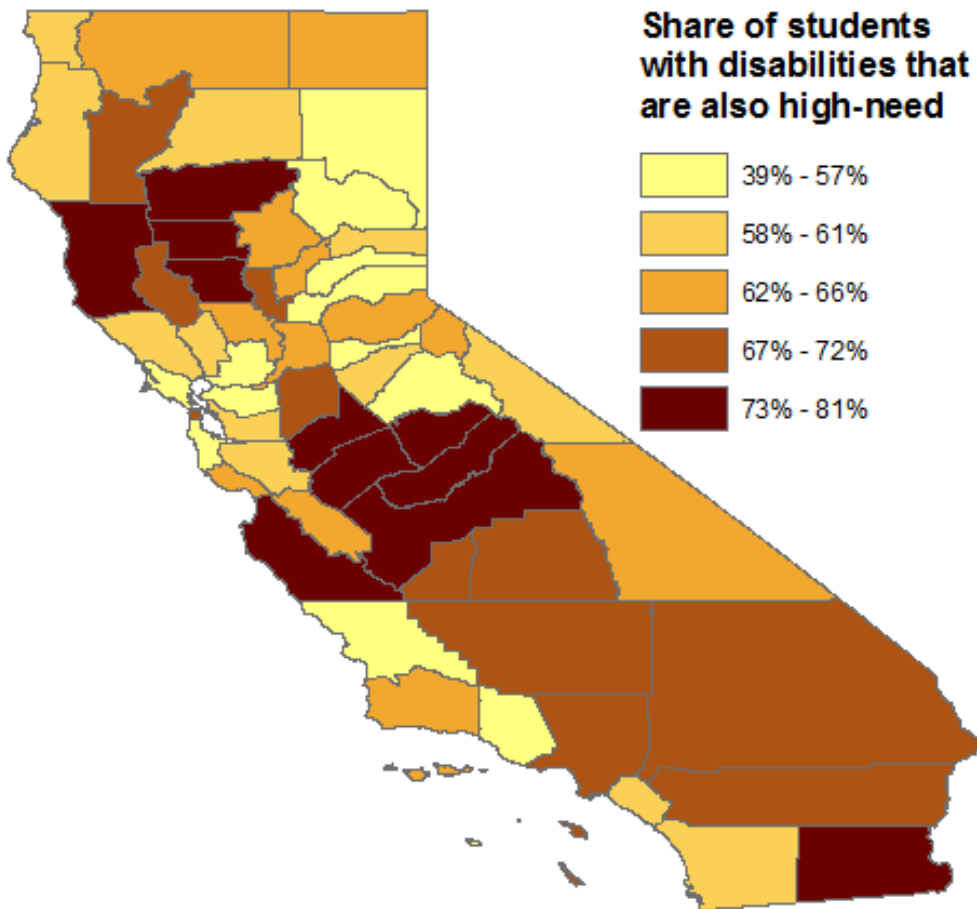 Share of students
with disabilities that
are also high-need
39% - 57%
58% - 61%
62% - 66%
67% - 72%
73% - 81%